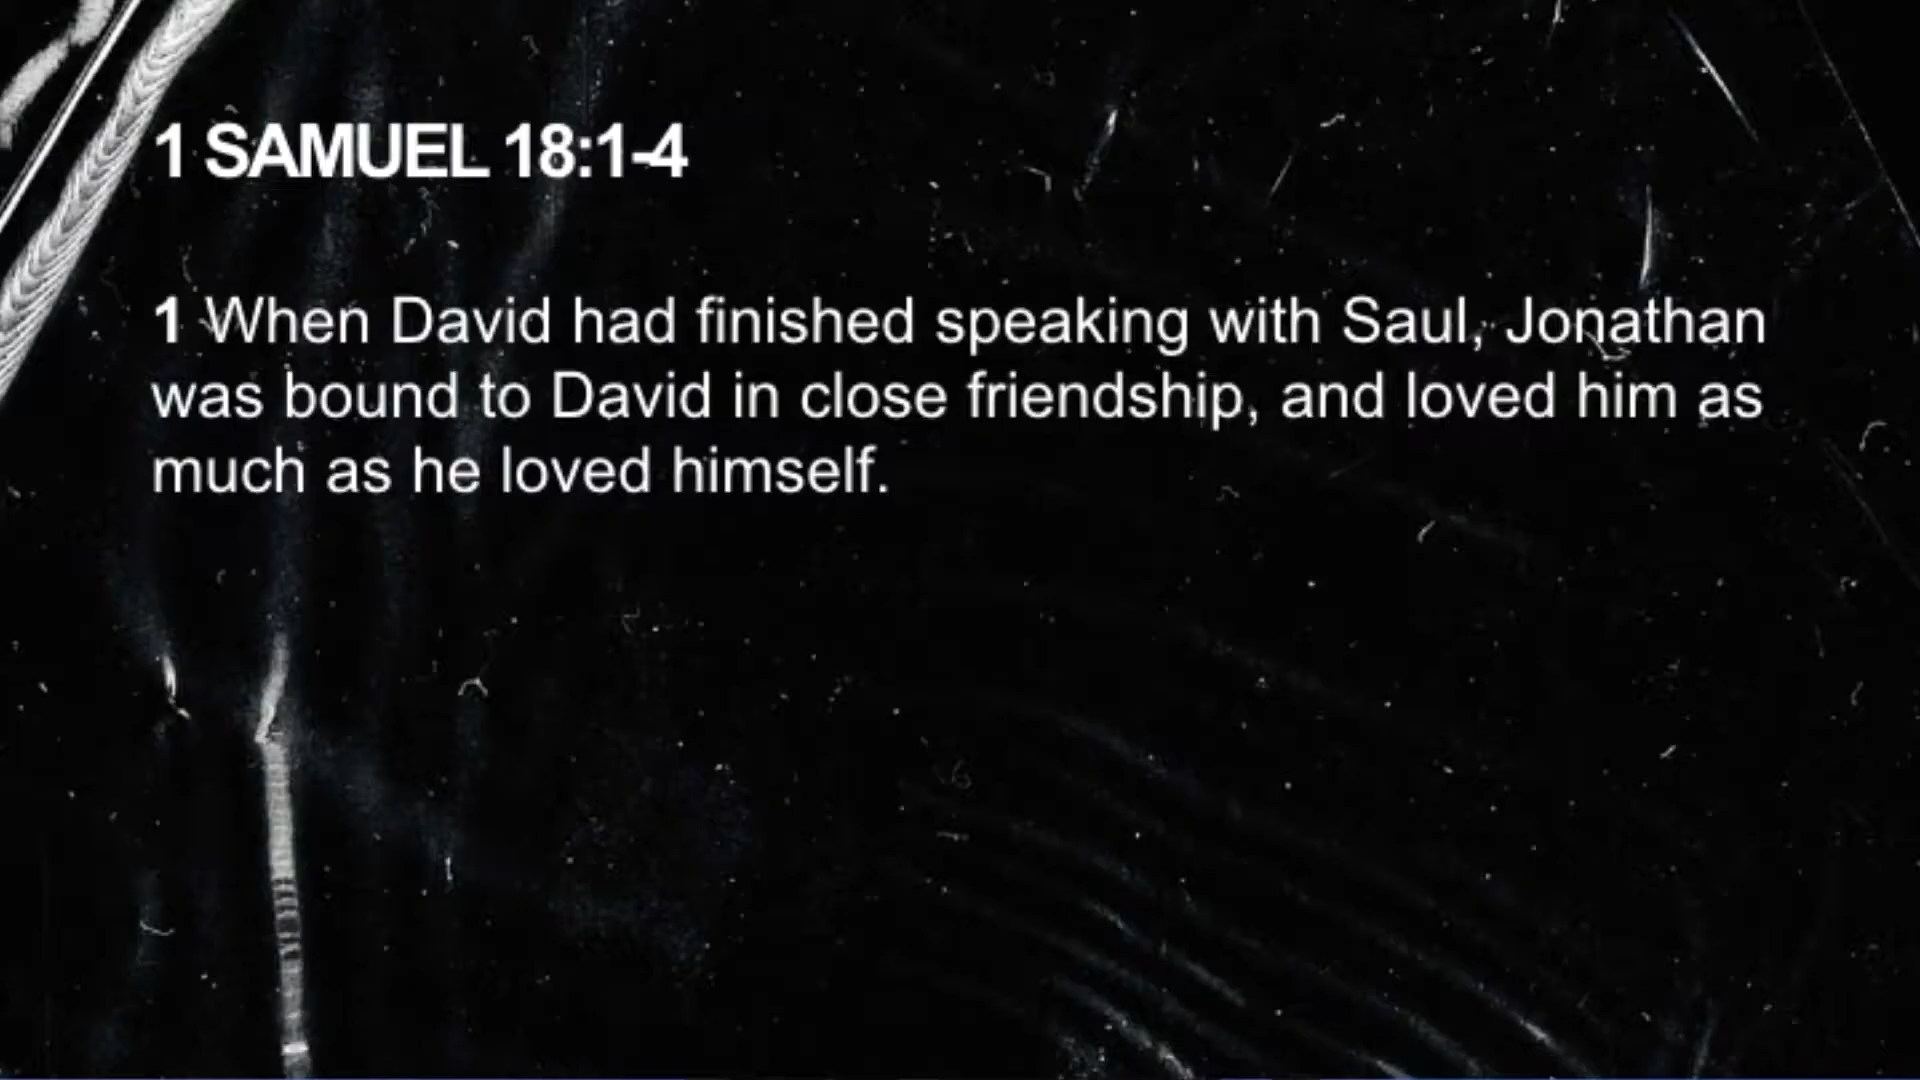 1 SAMUEL 18:1-4
1 When David had finished speaking with Saul, Jonathan
was bound to David in close friendship, and loved him as
much as he loved himself.